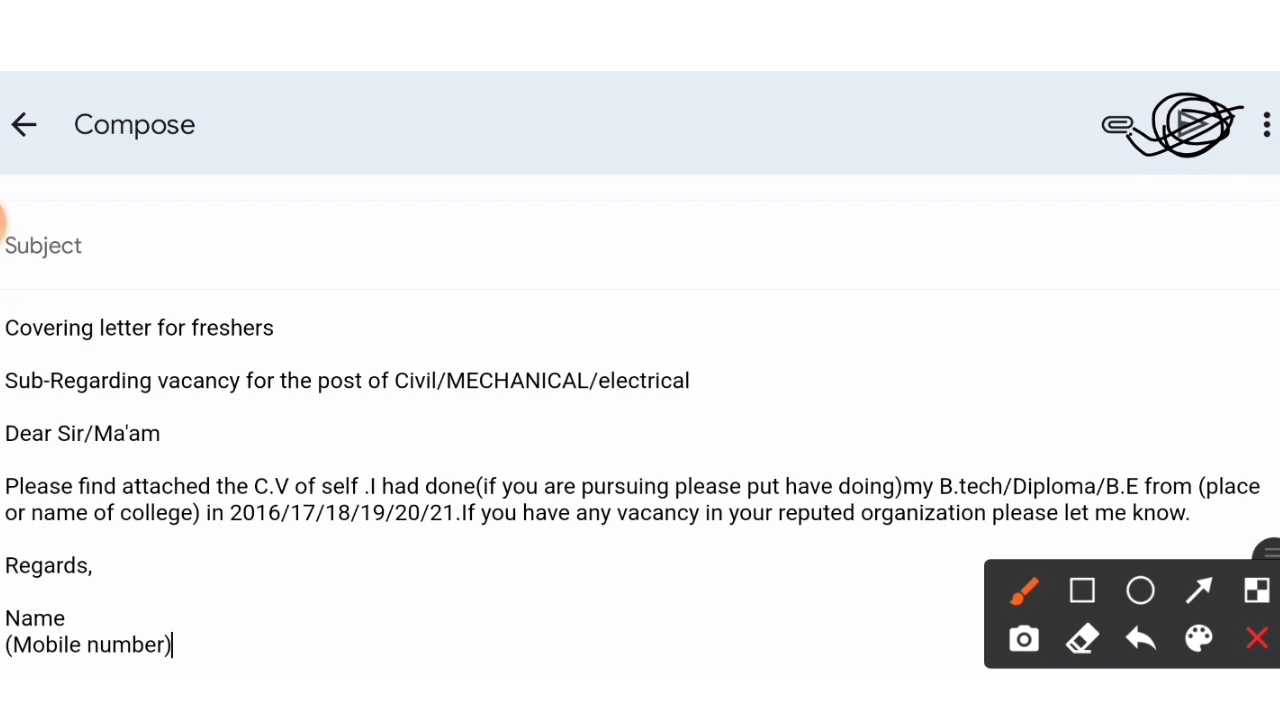 Compose
Subject
Covering letter for freshers
Sub-Regarding vacancy for the post of Civil/MECHANICAL/electrical
Dear Sir/Ma'am
Please find attached the C.V of self .I had done(if you are pursuing please put have doing)my B.tech/Diploma/B.E from (place
or name of college) in 2016/17/18/19/20/21.If you have any vacancy in your reputed organization please let me know.
Regards,
Name
(Mobile number)